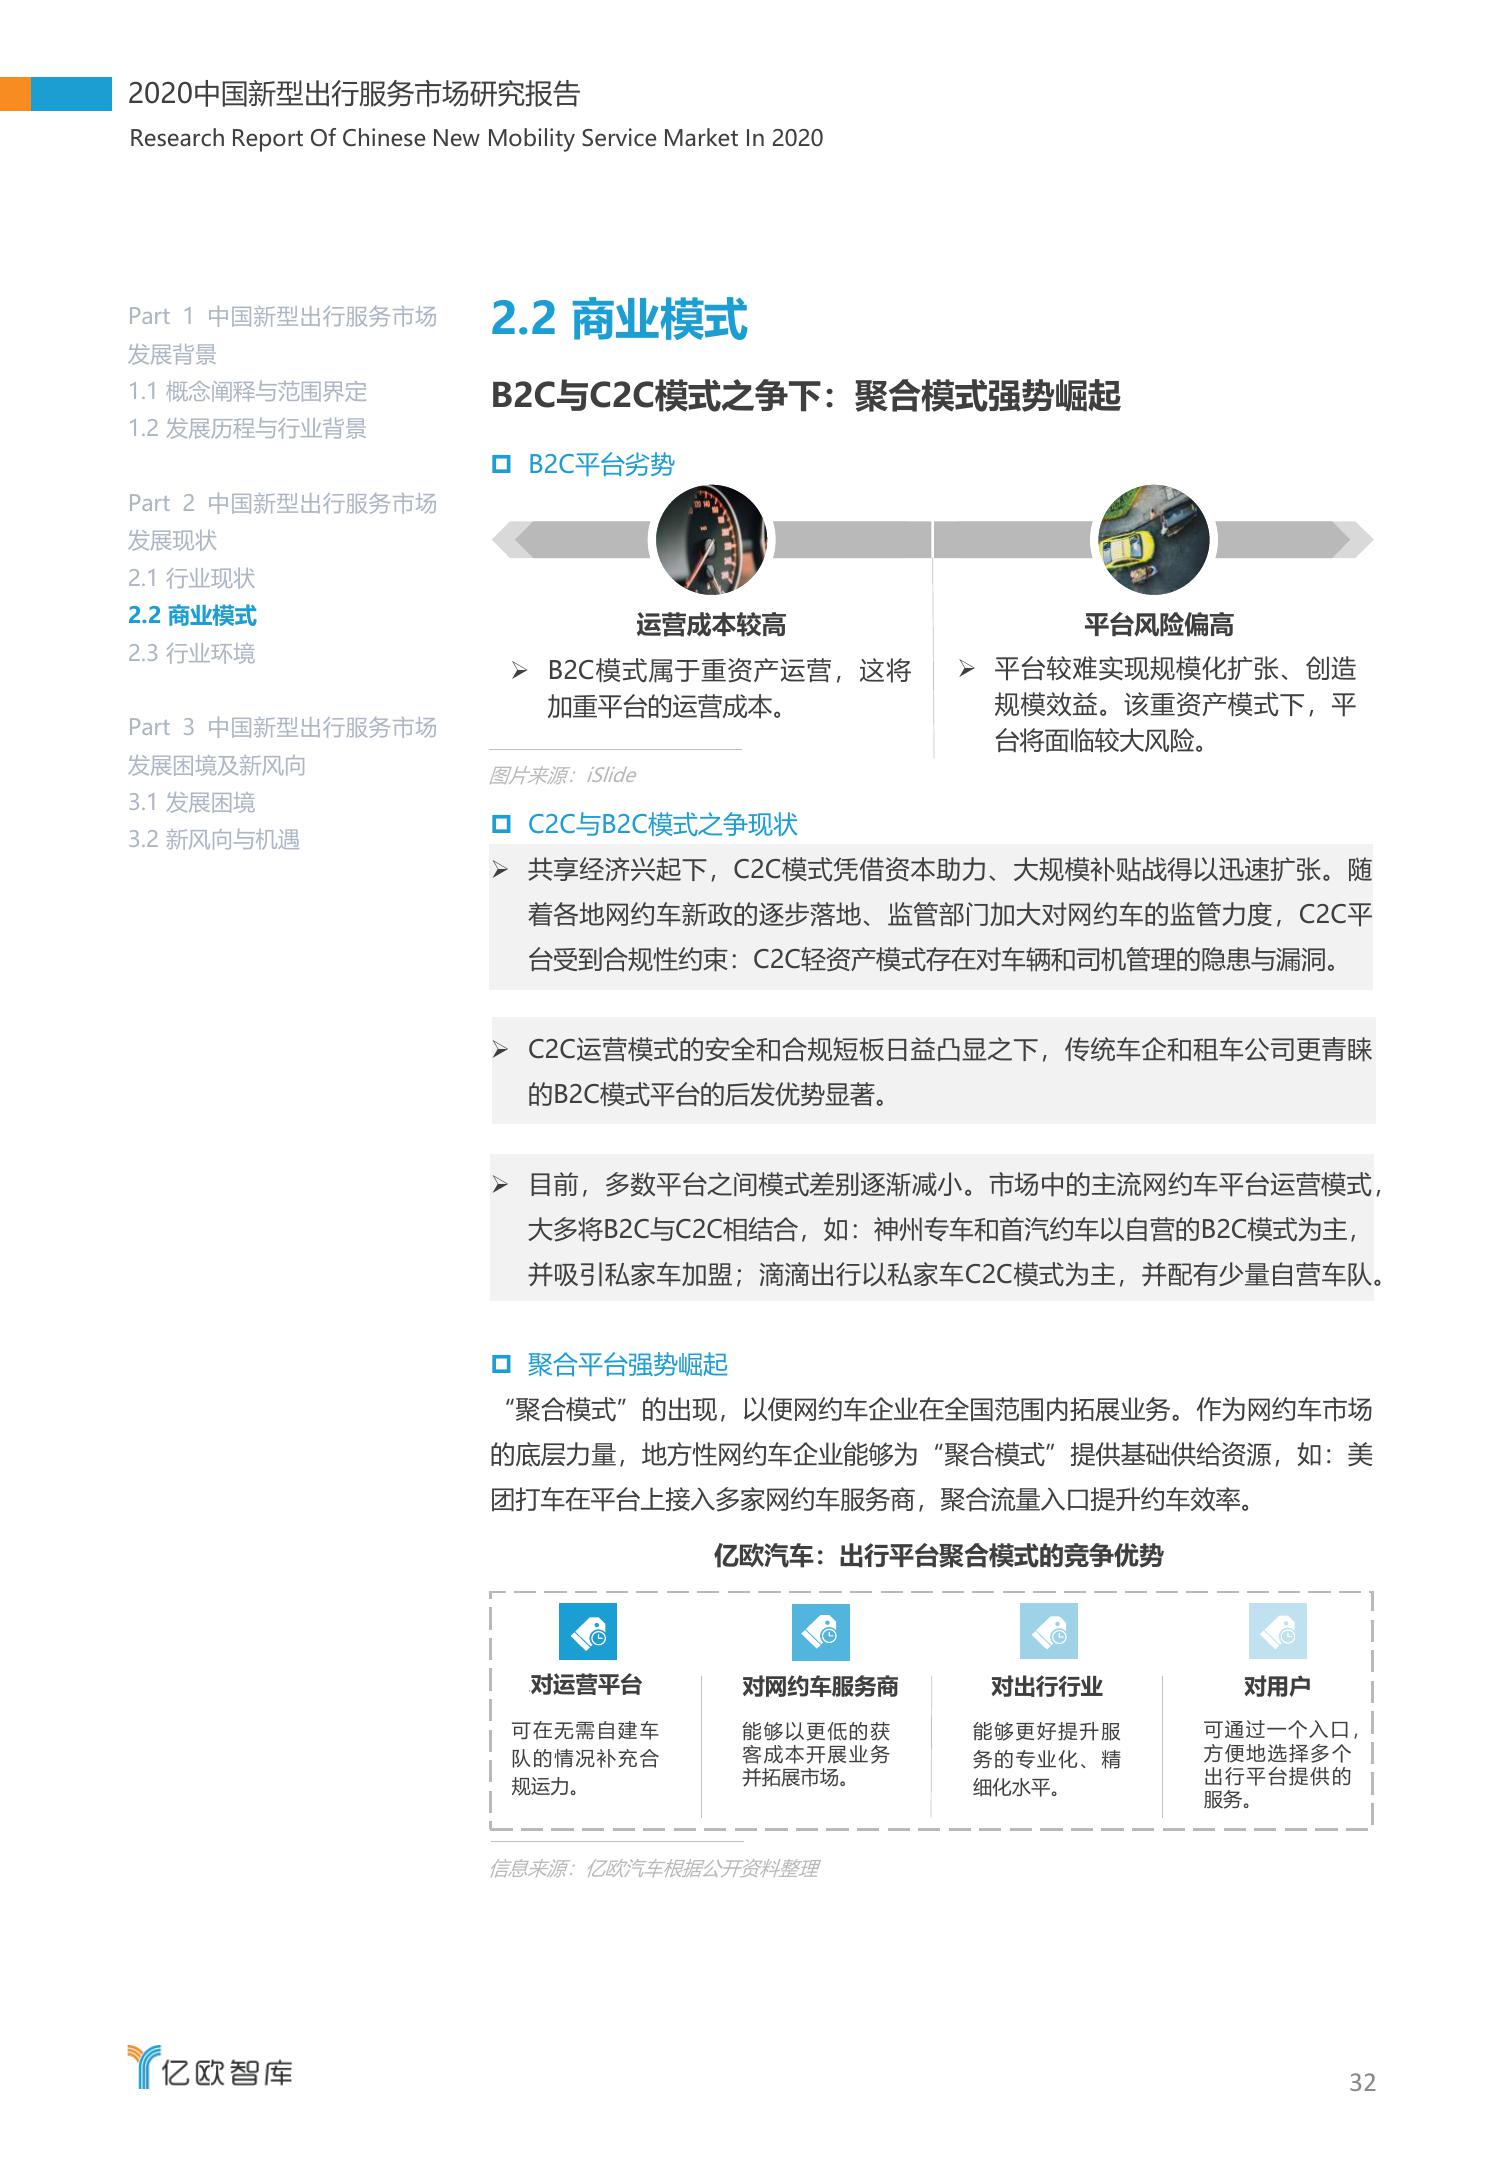 2020中国新型出行服务市场研究报告
Research Report Of Chinese New Mobility Service Market In 2020
Part 1 中国新型出行服务市场
发展背景
1.1 概念阐释与范围界定
1.2 发展历程与行业背景
Part 2 中国新型出行服务市场
发展现状
2.1 行业现状
2.2 商业模式
2.3 行业环境
Part 3 中国新型出行服务市场
发展困境及新风向
3.1 发展困境
3.2 新风向与机遇
2.2 商业模式
B2C与C2C模式之争下：聚合模式强势崛起
B2C平台劣势
运营成本较高
B2C模式属于重资产运营，这将
加重平台的运营成本。
平台风险偏高
平台较难实现规模化扩张、创造
规模效益。该重资产模式下，平
台将面临较大风险。
图片来源：iSlide
C2C与B2C模式之争现状
共享经济兴起下，C2C模式凭借资本助力、大规模补贴战得以迅速扩张。随
着各地网约车新政的逐步落地、监管部门加大对网约车的监管力度，C2C平
台受到合规性约束：C2C轻资产模式存在对车辆和司机管理的隐患与漏洞。
C2C运营模式的安全和合规短板日益凸显之下，传统车企和租车公司更青睐
的B2C模式平台的后发优势显著。
目前，多数平台之间模式差别逐渐减小。市场中的主流网约车平台运营模式，
大多将B2C与C2C相结合，如：神州专车和首汽约车以自营的B2C模式为主，
并吸引私家车加盟；滴滴出行以私家车C2C模式为主，并配有少量自营车队。
聚合平台强势崛起
“聚合模式”的出现，以便网约车企业在全国范围内拓展业务。作为网约车市场
的底层力量，地方性网约车企业能够为“聚合模式”提供基础供给资源，如：美
团打车在平台上接入多家网约车服务商，聚合流量入口提升约车效率。
亿欧汽车：出行平台聚合模式的竞争优势
对运营平台
可在无需自建车
队的情况补充合
规运力。
对网约车服务商
能够以更低的获
客成本开展业务
并拓展市场。
对出行行业
能够更好提升服
务的专业化、精
细化水平。
对用户
可通过一个入口，
方便地选择多个
出行平台提供的
服务。
信息来源：亿欧汽车根据公开资料整理
亿欧智库
32